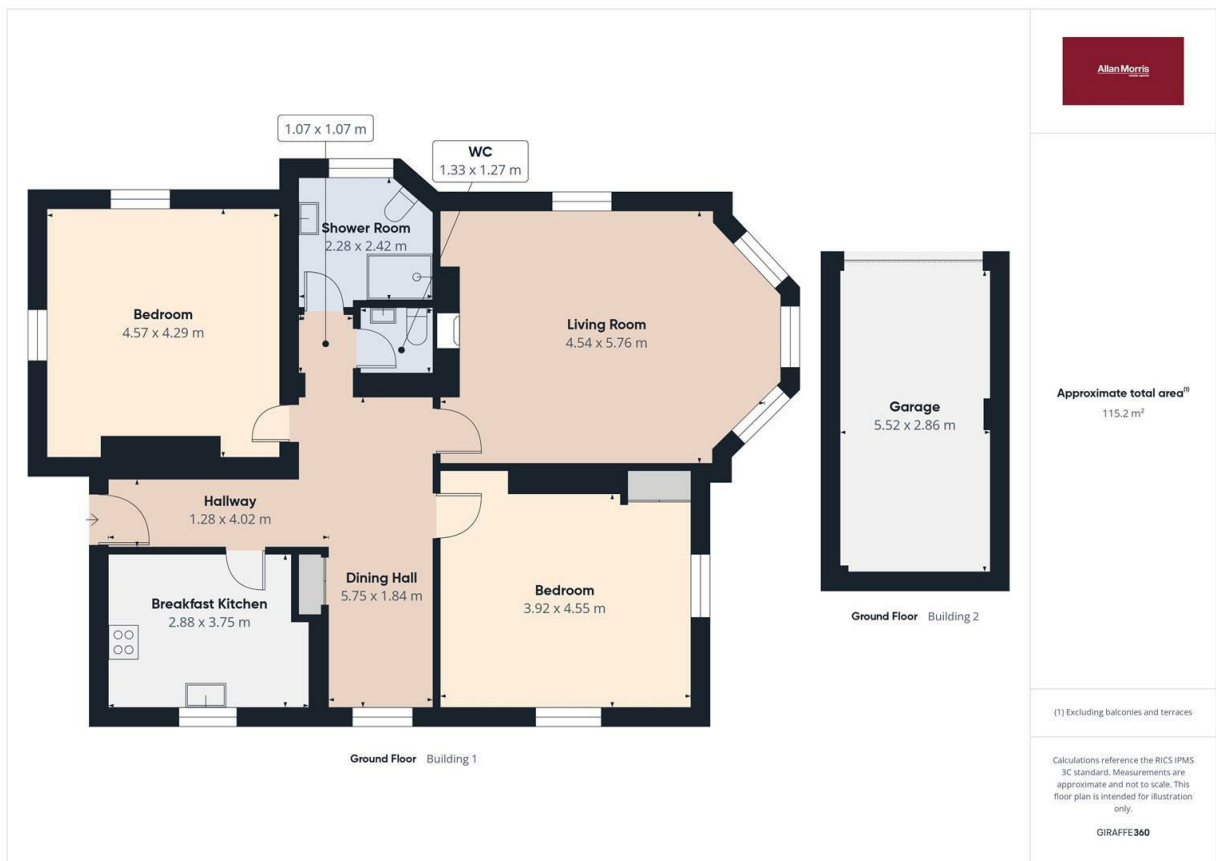 1.07 x 1.07 m
WC
1.33 x 1.27 m
Shower Room
2.28 x 2.42 m
Bedroom
4.57 x 4.29 m
Living Room
4.54 x 5.76 m
Hallway
1.28 x 4.02 m
Dining Hall
5.75 x 1.84 m
Breakfast Kitchen
2.88 x 3.75 m
Bedroom
3.92 x 4.55 m
Ground Floor Building 1
Garage
5.52 x 2.86 m
Ground Floor Building 2
Allan Morris
Approximate total area(1)
115.2 m²
(1) Excluding balconies and terraces
Calculations reference the RICS IPMS
3C standard. Measurements are
approximate and not to scale. This
floor plan is intended for illustration
only.
GIRAFFE360